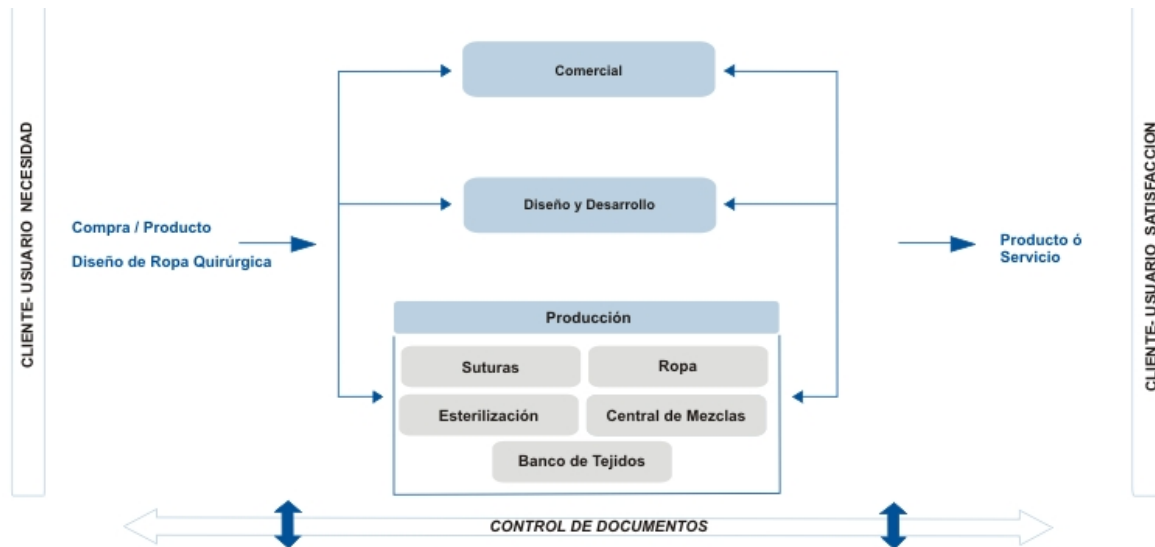 CLIENTE- USUARIO  NECESIDAD
Compra / Producto
Diseño de Ropa Quirúrgica
Comercial
Diseño y Desarrollo
Producción
Suturas
Ropa
Esterilización
Central de Mezclas
Banco de Tejidos
Producto ó
Servicio
CLIENTE- USUARIO  SATISFACCION
CONTROL DE DOCUMENTOS